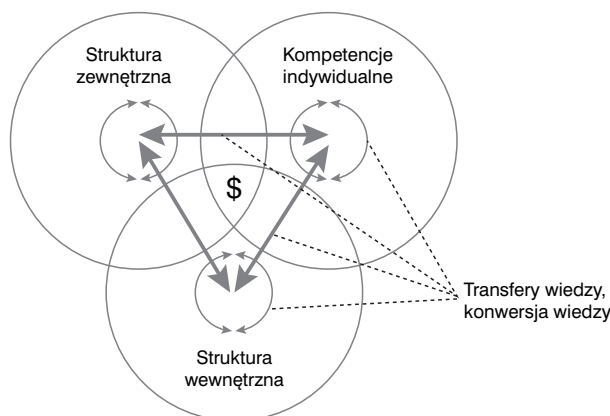 Struktura
zewnętrzna
Kompetencje
indywidualne
$
Transfery wiedzy,
konwersja wiedzy
Struktura
wewnętrzna